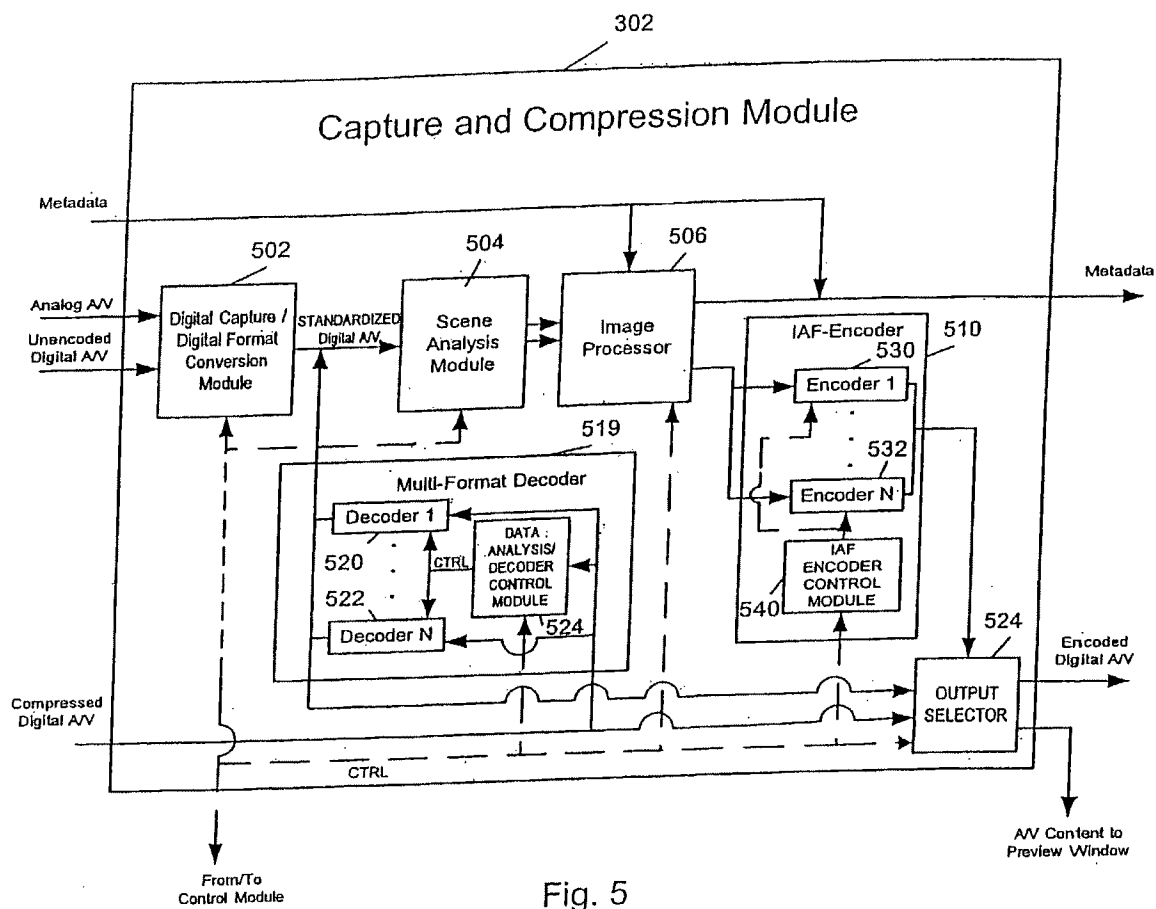 302
Capture and Compression Module
Metadata
502
504
506
Metadata
Analog A/V
Unencoded
Digital A/V
Digital Capture /
Digital Format
Conversion
Module
STANDARDIZED
Digital A/V
Scene
Analysis
Module
Image
Processor
IAF-Encoder
510
530
Encoder 1
532
Encoder N
IAF
ENCODER
CONTROL
MODULE
540
519
Multi-Format Decoder
Decoder 1
520
DATA
ANALYSIS/
DECODER
CONTROL
MODULE
CTRL
522
524
Decoder N
Compressed
Digital A/V
524
OUTPUT
SELECTOR
Encoded
Digital A/V
CTRL
A/V Content to
Preview Window
From/To
Control Module
Fig. 5